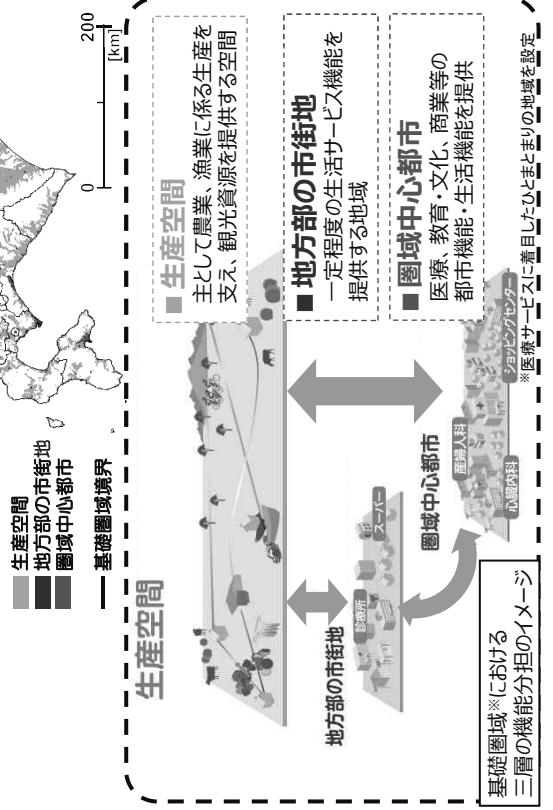 生産空間
地方部の市街地
圏域中心都市
基礎圏域境界
0
200
[km]
生産空間
■ 生産空間
主として農業、漁業に係る生産を
支え、観光資源を提供する空間
地方部の市街地
診療所
スーパー
■ 地方部の市街地
一定程度の生活サービス機能を
提供する地域
圏域中心都市
産婦人科
心臓内科
ショッピングセンター
■ 圏域中心都市
医療、教育・文化、商業等の
都市機能・生活機能を提供
基礎圏域※における
三層の機能分担のイメージ
※医療サービスに着目したひとまとまりの地域を設定